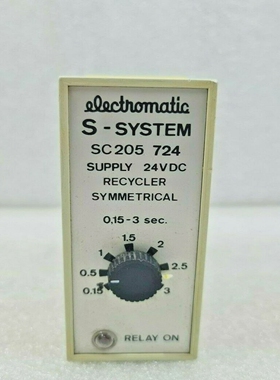 electromatic
S-SYSTEM
SC205 724
SUPPLY 24VDC
RECYCLER
SYMMETRICAL
0,15-3 sec.
1.5
1 2
0.5 2.5
0.15 3
RELAY ON